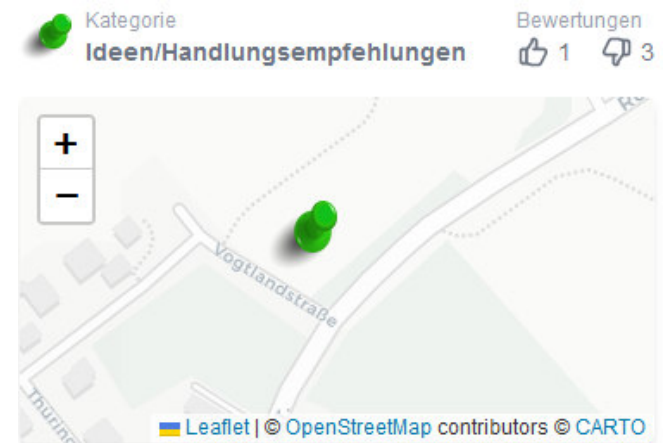 Kategorie
Ideen/Handlungsempfehlungen
Bewertungen
1 3
+
−
Vogtlandstraße
Leaflet | © OpenStreetMap contributors © CARTO